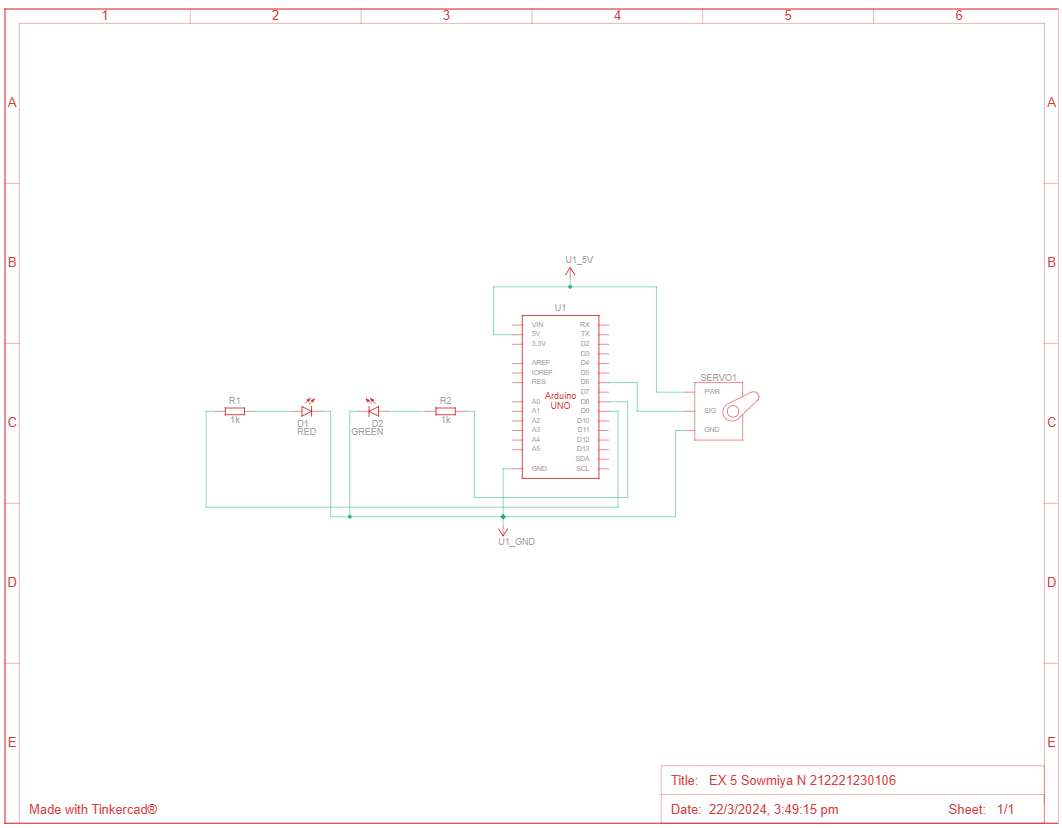 1 2 3 4 5 6
A A
B B
C C
D D
E E
U1_5V
U1
VIN RX
5V TX
3.3V D2
D3
AREF D4
IOREF D5
RES D6
D7
Arduino
UNO
A0 D8
A1 D9
A2 D10
A3 D11
A4 D12
A5 D13
SDA
GND SCL
SERVO1
PWR
SIG
GND
R1
1k
D1
RED
D2
GREEN
R2
1k
U1_GND
Title: EX 5 Sowmiya N 212221230106
Made with Tinkercad®
Date: 22/3/2024, 3:49:15 pm Sheet: 1/1